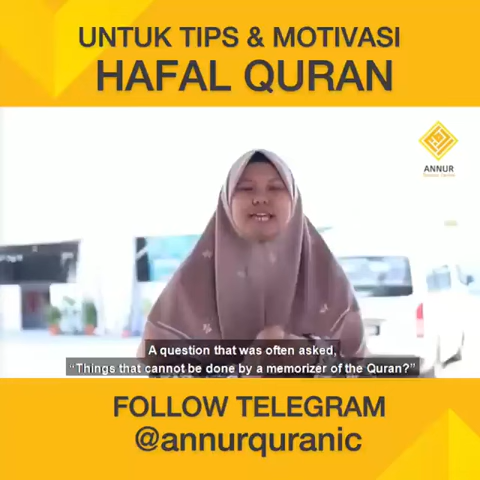 UNTUK TIPS & MOTIVASI
HAFAL QURAN
ANNUR
A question that was often asked,
"Things that cannot be done by a memorizer of the Quran?"
FOLLOW TELEGRAM
@annurquranic